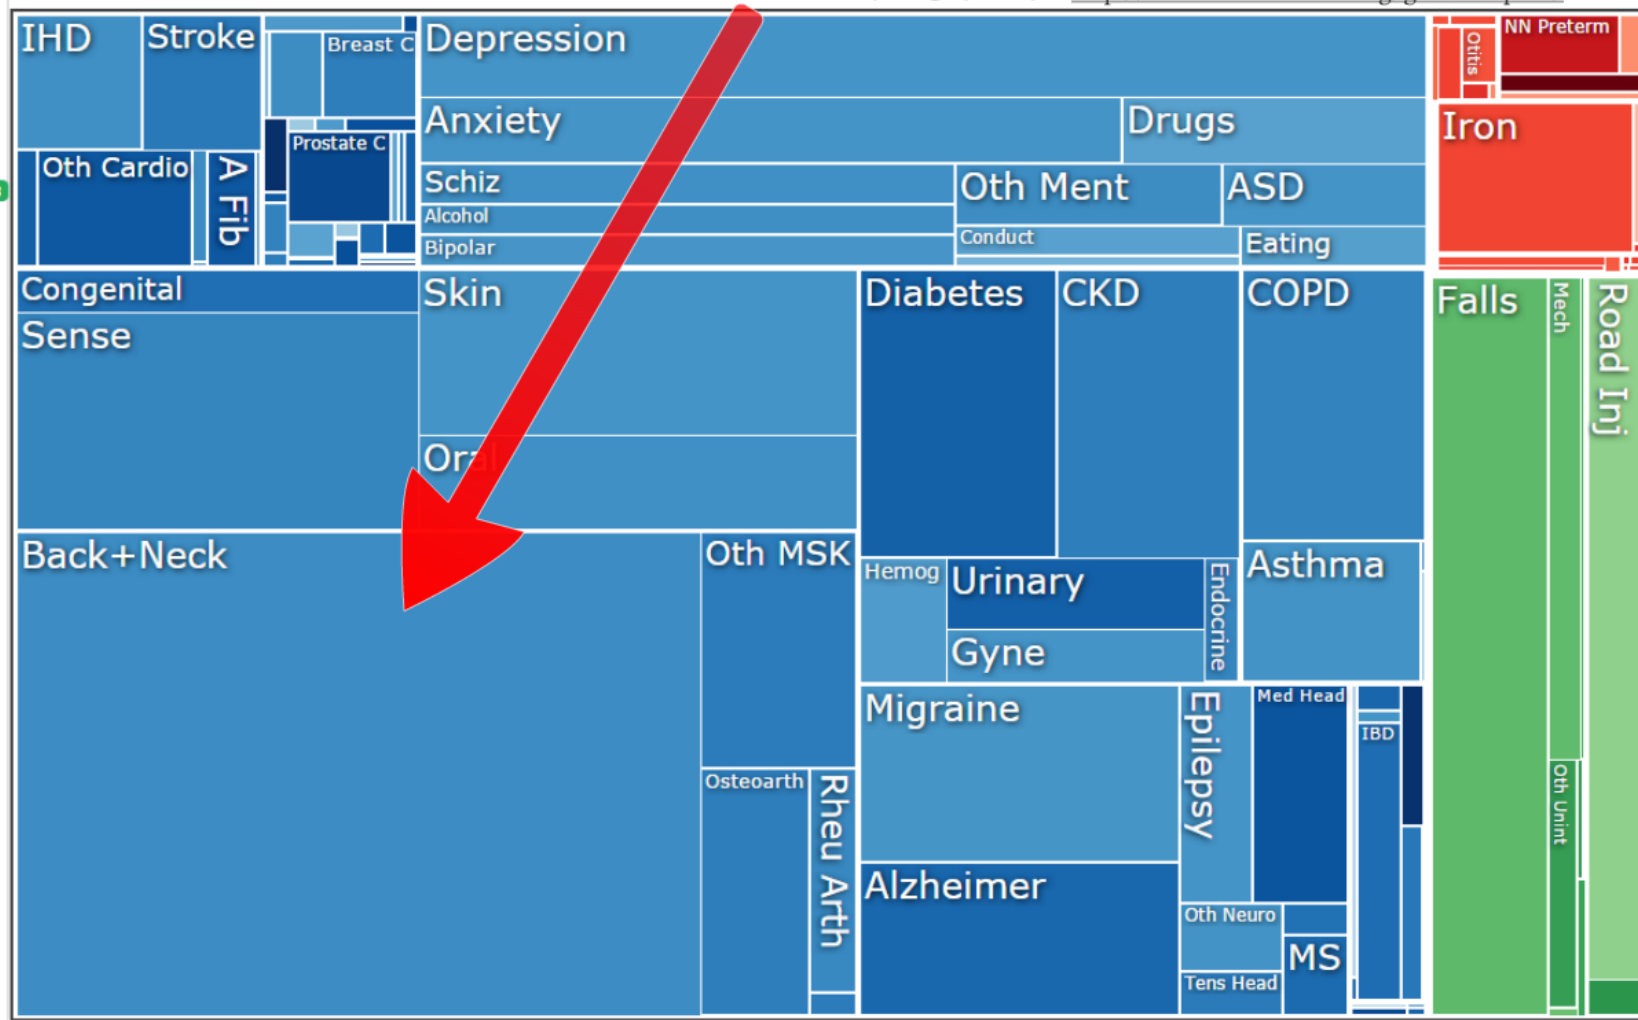 IHD
Stroke
Breast C
Depression
NN Preterm
Otitis
Anxiety
Drugs
Iron
Prostate C
Oth Cardio
A Fib
Schiz
Oth Ment
ASD
Alcohol
Conduct
Eating
Bipolar
Congenital
Skin
Diabetes
CKD
COPD
Falls
Mech
Road Inj
Sense
Oral
Back+Neck
Oth MSK
Hemog
Urinary
Endocrine
Asthma
Gyne
Migraine
Epilepsy
Med Head
IBD
Osteoarth
Rheu Arth
Oth Unint
Alzheimer
Oth Neuro
MS
Tens Head